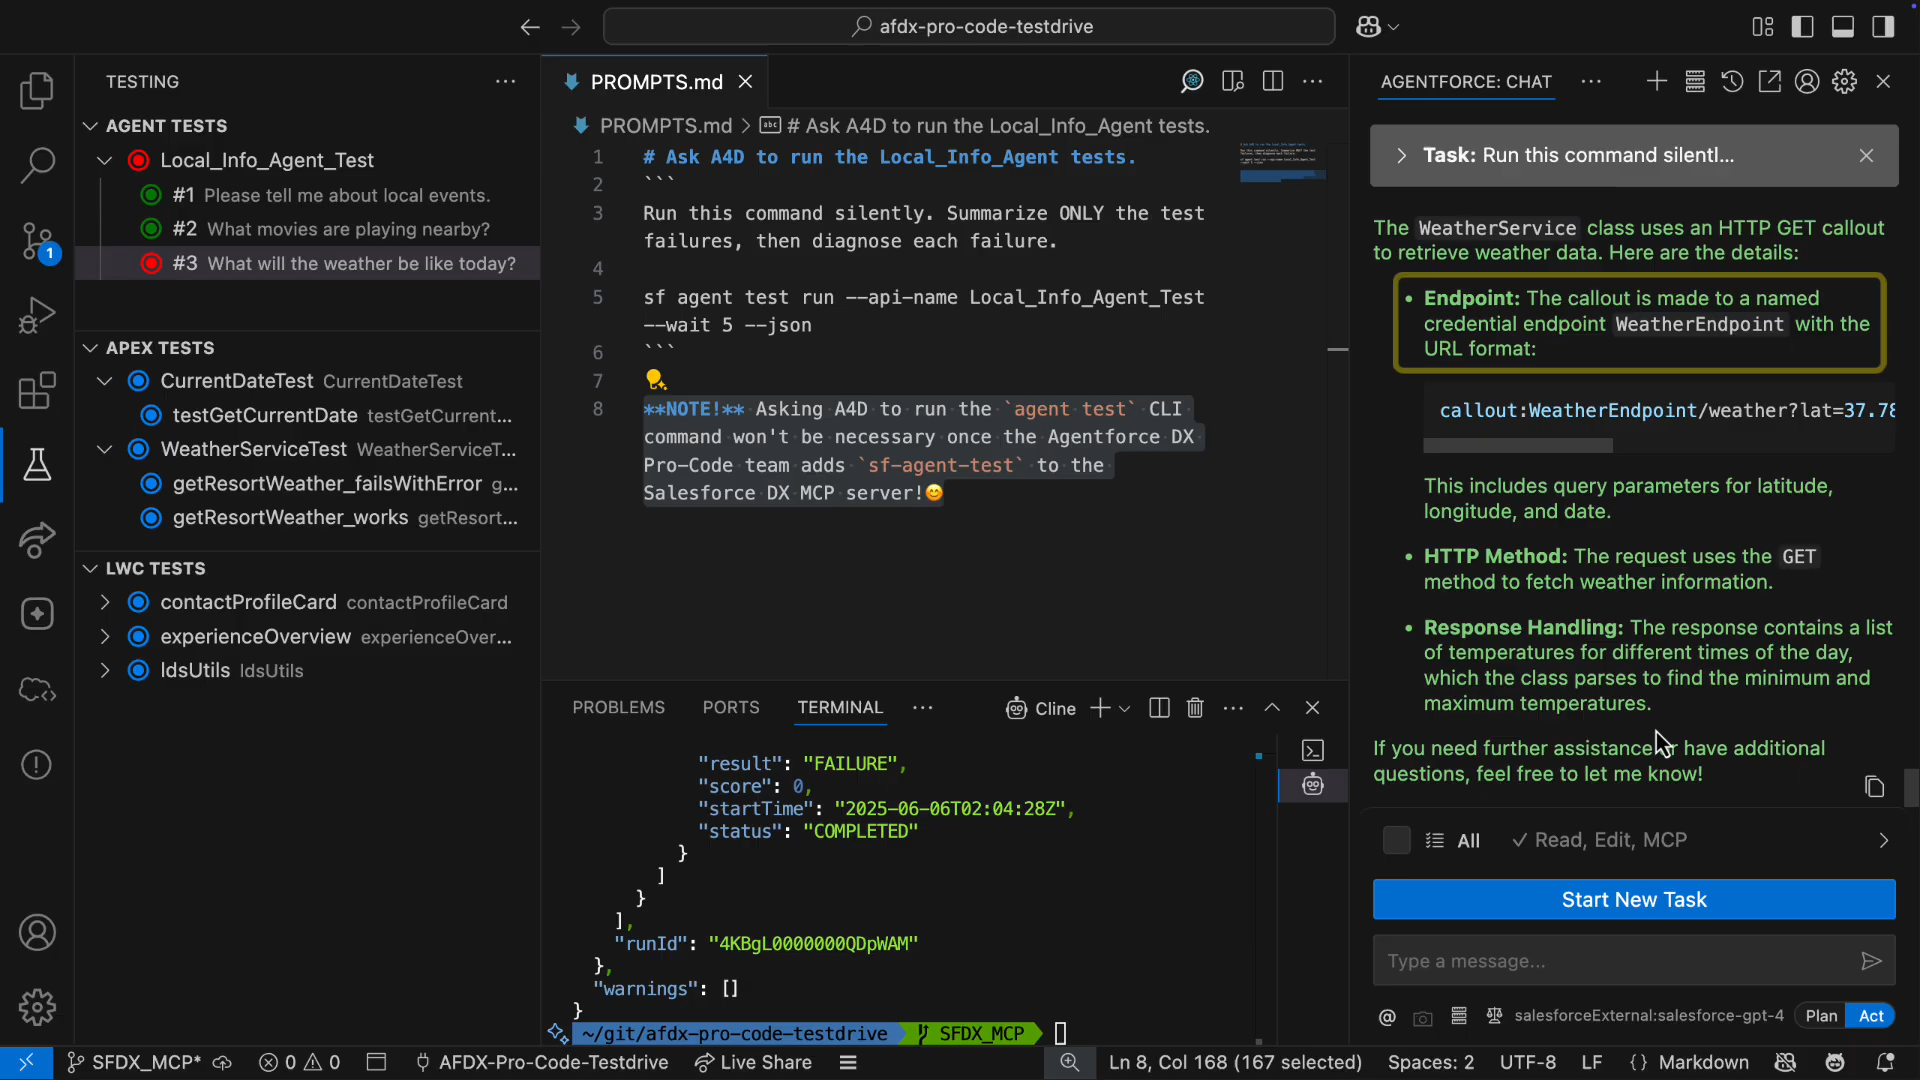 afdx-pro-code-testdrive
TESTING
AGENT TESTS
Local_Info_Agent_Test
#1 Please tell me about local events.
#2 What movies are playing nearby?
#3 What will the weather be like today?
APEX TESTS
CurrentDateTest CurrentDateTest
testGetCurrentDate testGetCurrent...
WeatherServiceTest WeatherServiceT...
getResortWeather_failsWithError g...
getResortWeather_works getResort...
LWC TESTS
contactProfileCard contactProfileCard
experienceOverview experienceOver...
ldsUtils ldsUtils
1
PROMPTS.md
PROMPTS.md > # Ask A4D to run the Local_Info_Agent tests.
1 # Ask A4D to run the Local_Info_Agent tests.
2 ```
3 Run this command silently. Summarize ONLY the test
failures, then diagnose each failure.
4
5 sf agent test run --api-name Local_Info_Agent_Test
--wait 5 --json
6 ```
7
8 **NOTE!** Asking A4D to run the `agent test` CLI
command won't be necessary once the Agentforce DX
Pro-Code team adds `sf-agent-test` to the
Salesforce DX MCP server!😊
PROBLEMS PORTS TERMINAL Cline
"result": "FAILURE",
"score": 0,
"startTime": "2025-06-06T02:04:28Z",
"status": "COMPLETED"
}
]
}
],
"runId": "4KBgL0000000QDpWAM"
},
"warnings": []
}
~/git/afdx-pro-code-testdrive SFDX_MCP
AGENTFORCE: CHAT
Task: Run this command silentl...
The WeatherService class uses an HTTP GET callout
to retrieve weather data. Here are the details:
• Endpoint: The callout is made to a named
credential endpoint WeatherEndpoint with the
URL format:
callout:WeatherEndpoint/weather?lat=37.78
This includes query parameters for latitude,
longitude, and date.
• HTTP Method: The request uses the GET
method to fetch weather information.
• Response Handling: The response contains a list
of temperatures for different times of the day,
which the class parses to find the minimum and
maximum temperatures.
If you need further assistance or have additional
questions, feel free to let me know!
All ✓ Read, Edit, MCP
Start New Task
Type a message...
@ salesforceExternal:salesforce-gpt-4 Plan Act
SFDX_MCP* 0 0 AFDX-Pro-Code-Testdrive Live Share Ln 8, Col 168 (167 selected) Spaces: 2 UTF-8 LF {} Markdown